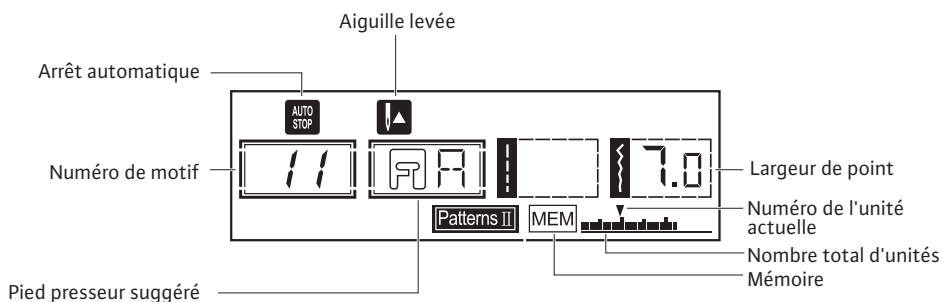 Aiguille levée
Arrêt automatique
AUTO
STOP
Numéro de motif
11
A
7.0
Largeur de point
Patterns II
MEM
Numéro de l'unité
actuelle
Nombre total d'unités
Mémoire
Pied presseur suggéré